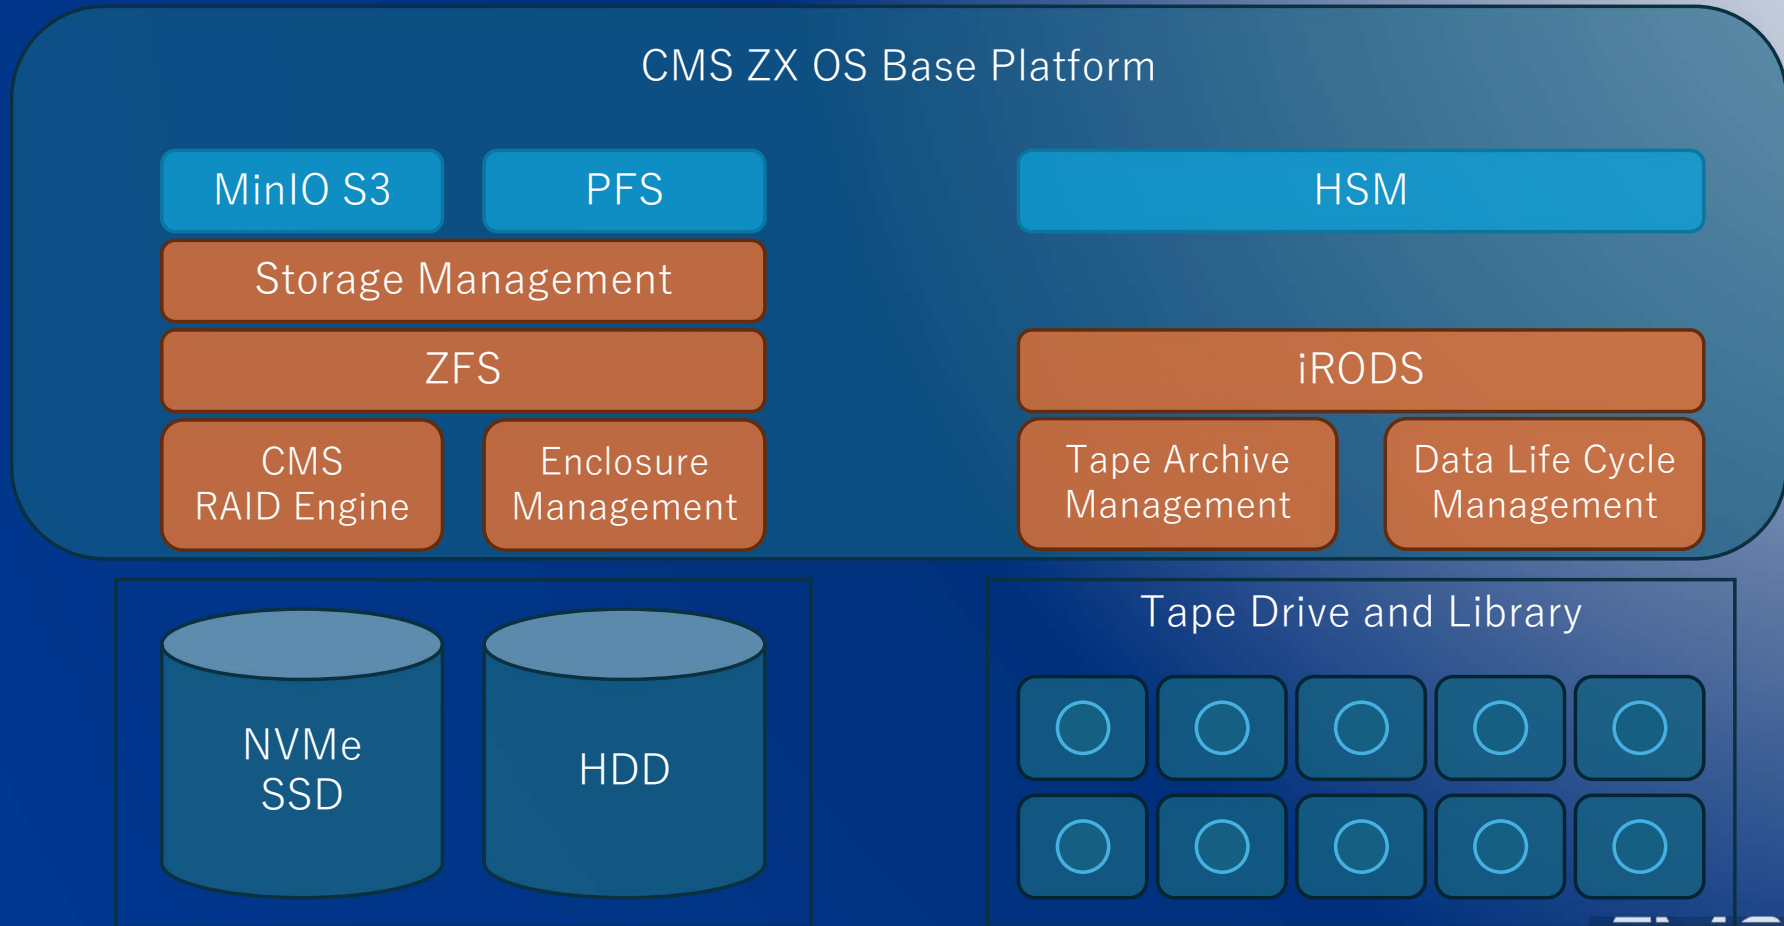 CMS ZX OS Base Platform
MinIO S3
PFS
HSM
Storage Management
ZFS
iRODS
CMS
RAID Engine
Enclosure
Management
Tape Archive
Management
Data Life Cycle
Management
NVMe
SSD
HDD
Tape Drive and Library